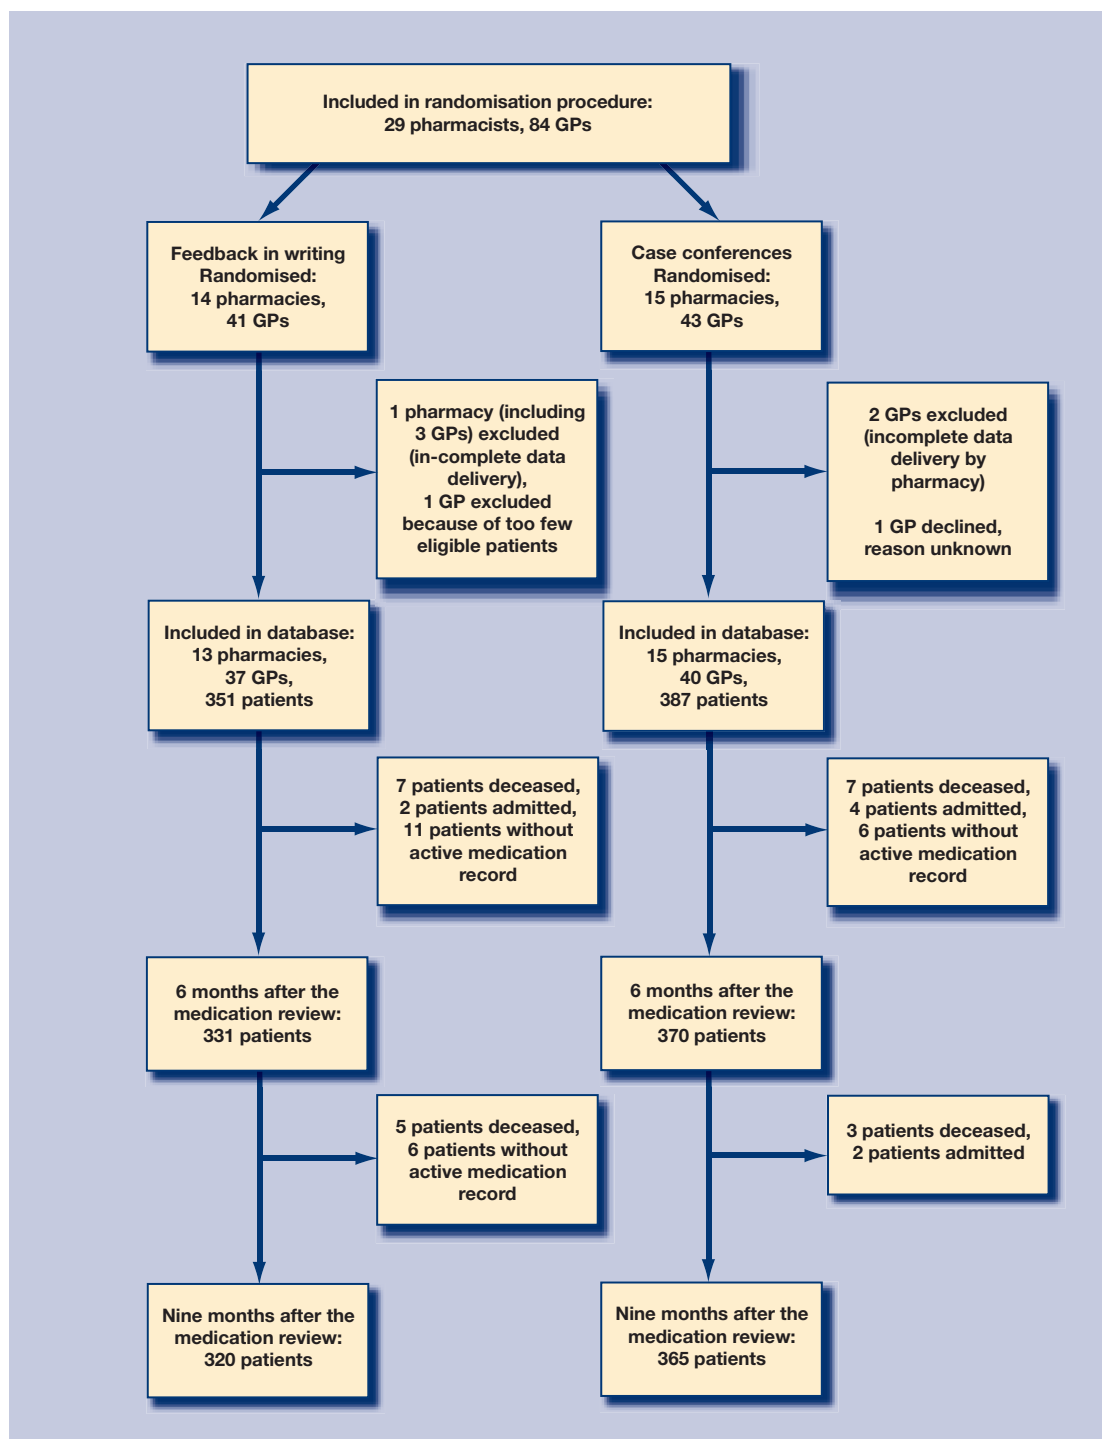 Included in randomisation procedure:
29 pharmacists, 84 GPs
Feedback in writing
Randomised:
14 pharmacies,
41 GPs
Case conferences
Randomised:
15 pharmacies,
43 GPs
1 pharmacy (including
3 GPs) excluded
(in-complete data
delivery),
1 GP excluded
because of too few
eligible patients
2 GPs excluded
(incomplete data
delivery by
pharmacy)
1 GP declined,
reason unknown
Included in database:
13 pharmacies,
37 GPs,
351 patients
Included in database:
15 pharmacies,
40 GPs,
387 patients
7 patients deceased,
2 patients admitted,
11 patients without
active medication
record
7 patients deceased,
4 patients admitted,
6 patients without
active medication
record
6 months after the
medication review:
331 patients
6 months after the
medication review:
370 patients
5 patients deceased,
6 patients without
active medication
record
3 patients deceased,
2 patients admitted
Nine months after the
medication review:
320 patients
Nine months after the
medication review:
365 patients